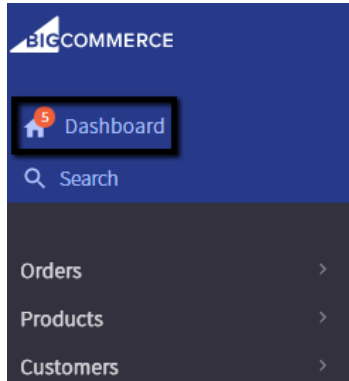 BIGCOMMERCE
5
Dashboard
Search
Orders
Products
Customers